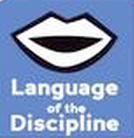 Language
of the
Discipline